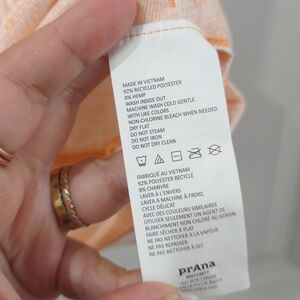 MADE IN VIETNAM
92% RECYCLED POLYESTER
8% HEMP
WASH INSIDE OUT
MACHINE WASH COLD GENTLE
WITH LIKE COLORS
NON-CHLORINE BLEACH WHEN NEEDED
DRY FLAT
DO NOT STEAM
DO NOT IRON
DO NOT DRY CLEAN
FABRIQUÉ AU VIETNAM
92% POLYESTER RECYCLÉ
8% CHANVRE
LAVER À L'ENVERS
LAVER À MACHINE À FROID,
CYCLE DÉLICAT
AVEC DES COULEURS SIMILAIRES
UTILISER SEULEMENT UN AGENT DE
BLANCHIMENT NON CHLORÉ AU BESOIN
FAIRE SÉCHER À PLAT
NE PAS NETTOYER À LA VAPEUR
NE PAS REPASSER
NE PAS NETTOYER À SEC
prAna